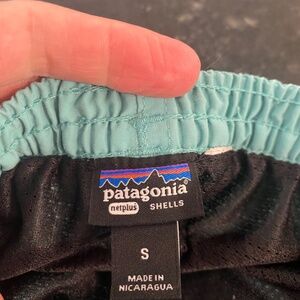 patagonia
netplus SHELLS
S
MADE IN
NICARAGUA